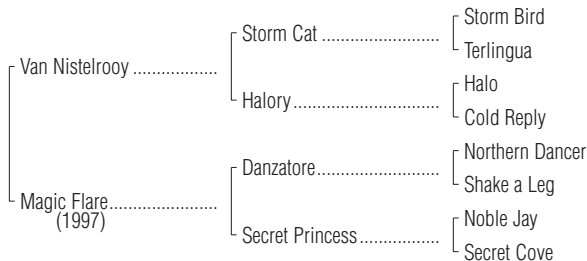 Storm Bird
Storm Cat ........................
Terlingua
Van Nistelrooy .................
Halo
Halory ..............................
Cold Reply
Northern Dancer
Danzatore.........................
Shake a Leg
Magic Flare......................
(1997)
Noble Jay
Secret Princess.................
Secret Cove